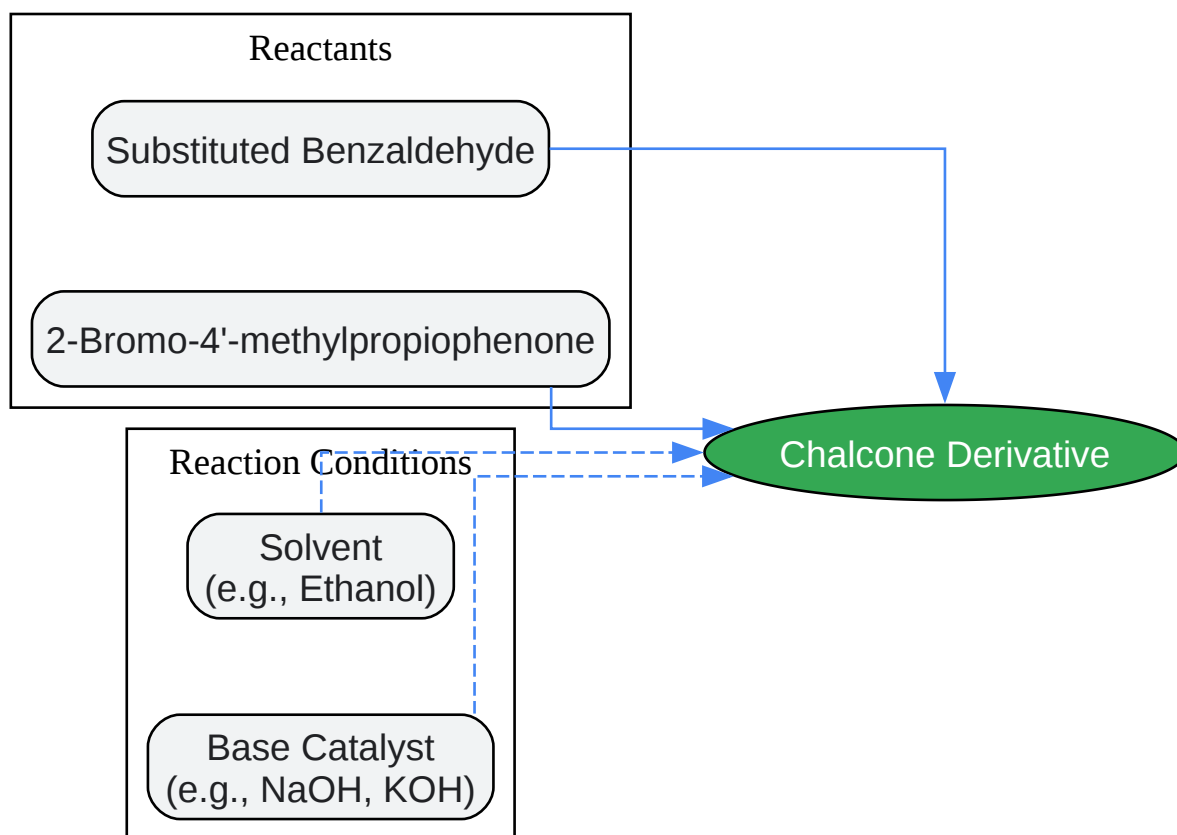 Reactants
Substituted Benzaldehyde
2-Bromo-4'-methylpropiophenone
Reaction Conditions
Chalcone Derivative
Solvent
(e.g., Ethanol)
Base Catalyst
(e.g., NaOH, KOH)